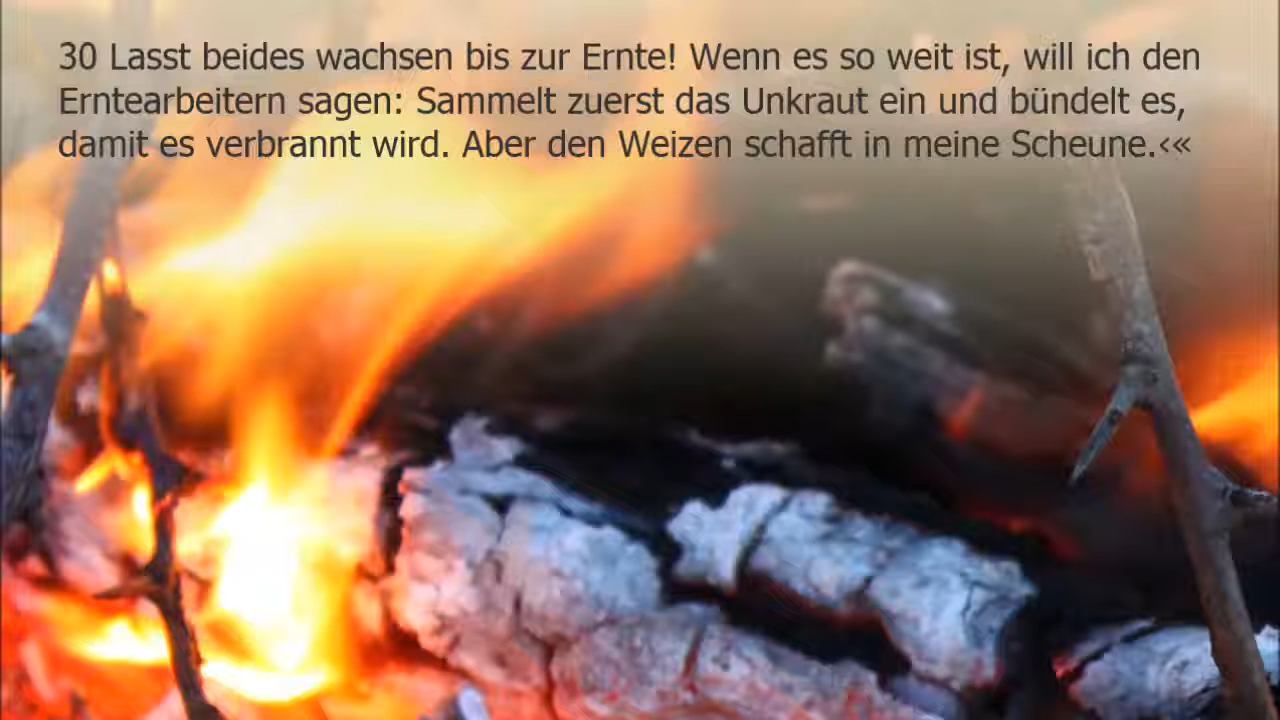 30 Lasst beides wachsen bis zur Ernte! Wenn es so weit ist, will ich den
Erntearbeitern sagen: Sammelt zuerst das Unkraut ein und bündelt es,
damit es verbrannt wird. Aber den Weizen schafft in meine Scheune.‹«